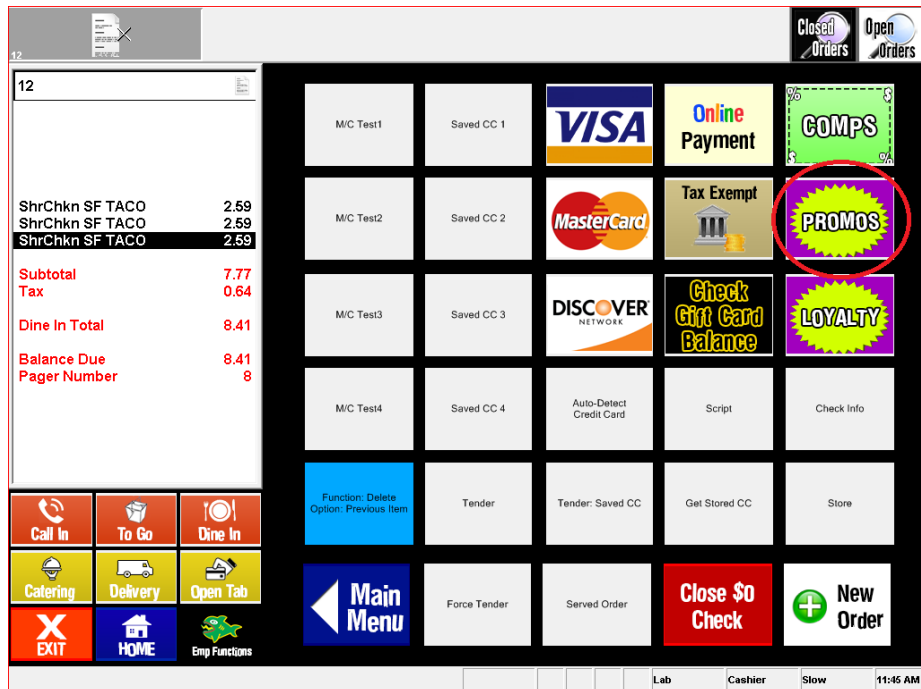 12
Closed
Orders
Open
Orders
12
ShrChkn SF TACO 2.59
ShrChkn SF TACO 2.59
ShrChkn SF TACO 2.59
Subtotal 7.77
Tax 0.64
Dine In Total 8.41
Balance Due 8.41
Pager Number 8
Call In
To Go
Dine In
Catering
Delivery
Open Tab
X
EXIT
HOME
Emp Functions
M/C Test1
Saved CC 1
VISA
Online
Payment
% $
COMPS
$ %
M/C Test2
Saved CC 2
MasterCard
Tax Exempt
PROMOS
M/C Test3
Saved CC 3
DISCOVER
NETWORK
Check
Gift Card
Balance
LOYALTY
M/C Test4
Saved CC 4
Auto-Detect
Credit Card
Script
Check Info
Function: Delete
Option: Previous Item
Tender
Tender: Saved CC
Get Stored CC
Store
Main
Menu
Force Tender
Served Order
Close $0
Check
New
Order
Lab Cashier Slow 11:45 AM